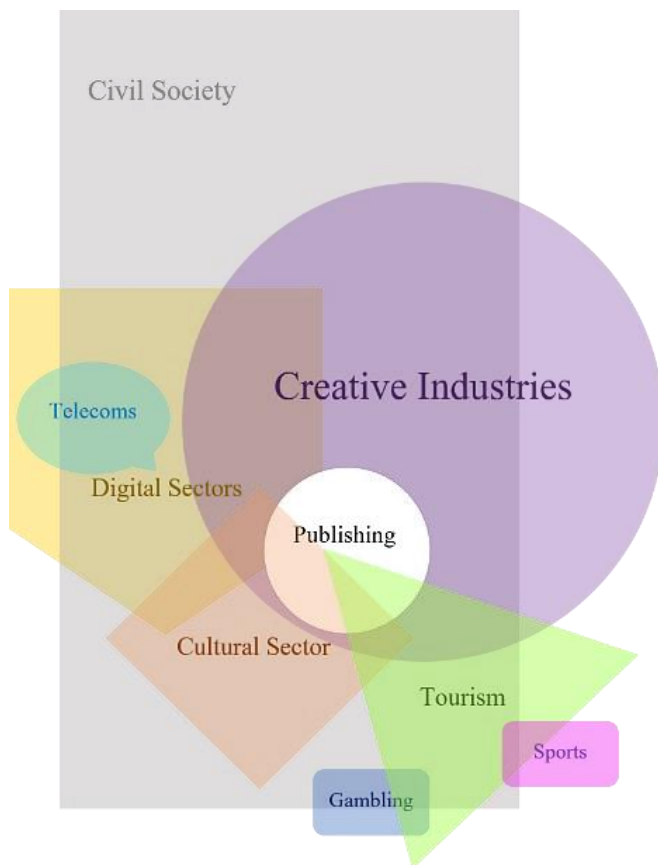 Civil Society
Creative Industries
Telecoms
Digital Sectors
Publishing
Cultural Sector
Tourism
Sports
Gambling